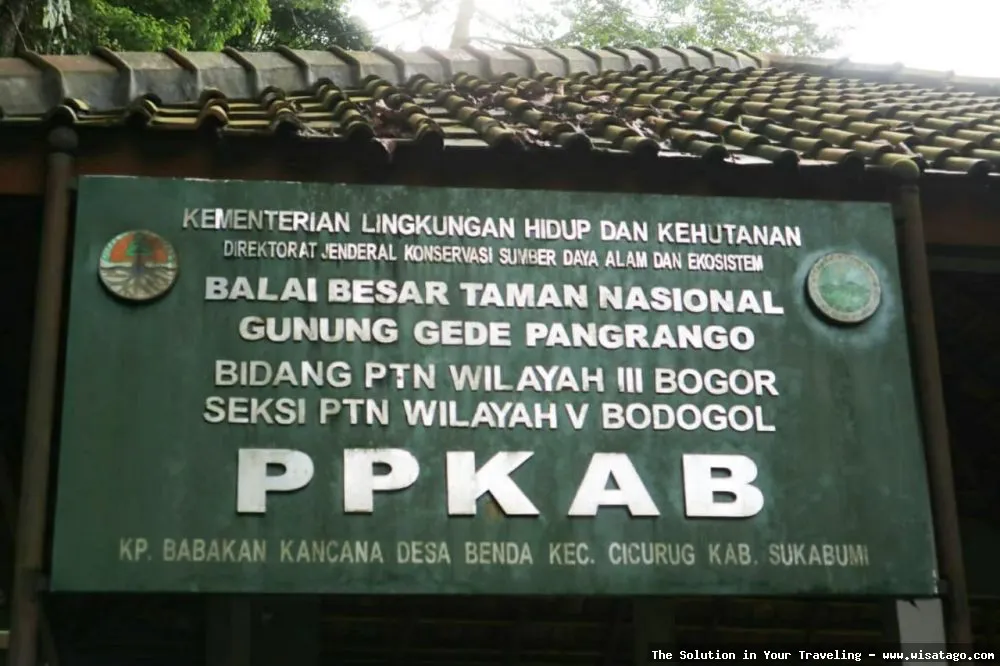 KEMENTERIAN LINGKUNGAN HIDUP DAN KEHUTANAN
DIREKTORAT JENDERAL KONSERVASI SUMBER DAYA ALAM DAN EKOSISTEM
BALAI BESAR TAMAN NASIONAL
GUNUNG GEDE PANGRANGO
BIDANG PTN WILAYAH III BOGOR
SEKSI PTN WILAYAH V BODOGOL
PPKAB
KP. BABAKAN KANCANA DESA BENDA KEC. CICURUG KAB. SUKABUMI
The Solution in Your Traveling - www.wisatago.com